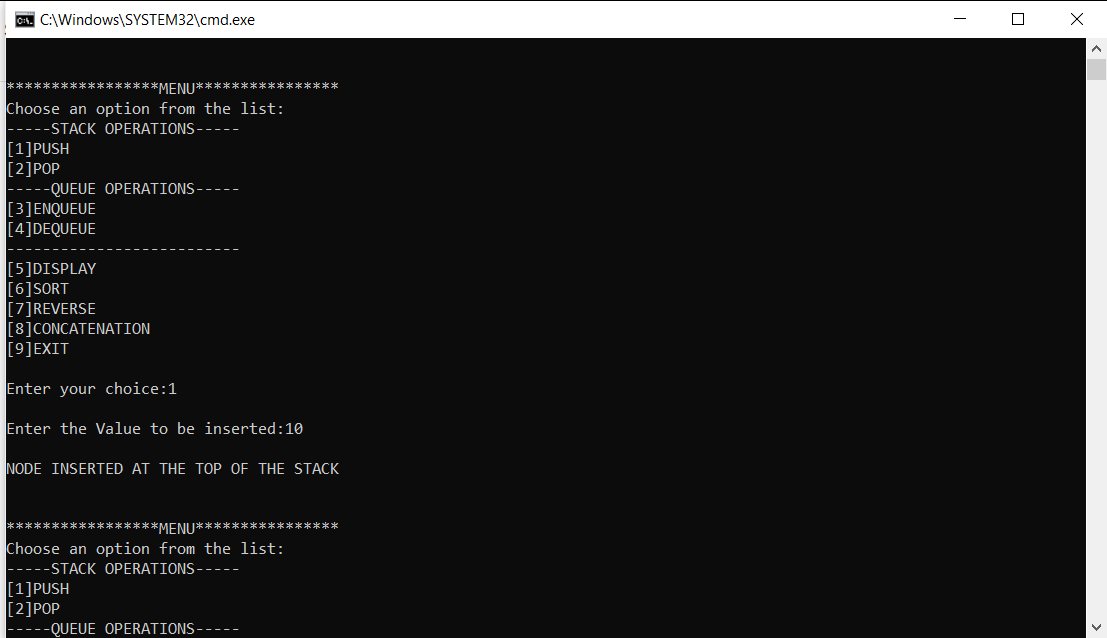 C:\Windows\SYSTEM32\cmd.exe
*****************MENU****************
Choose an option from the list:
-----STACK OPERATIONS-----
[1]PUSH
[2]POP
-----QUEUE OPERATIONS-----
[3]ENQUEUE
[4]DEQUEUE
--------------------------
[5]DISPLAY
[6]SORT
[7]REVERSE
[8]CONCATENATION
[9]EXIT
Enter your choice:1
Enter the Value to be inserted:10
NODE INSERTED AT THE TOP OF THE STACK
*****************MENU****************
Choose an option from the list:
-----STACK OPERATIONS-----
[1]PUSH
[2]POP
-----QUEUE OPERATIONS-----